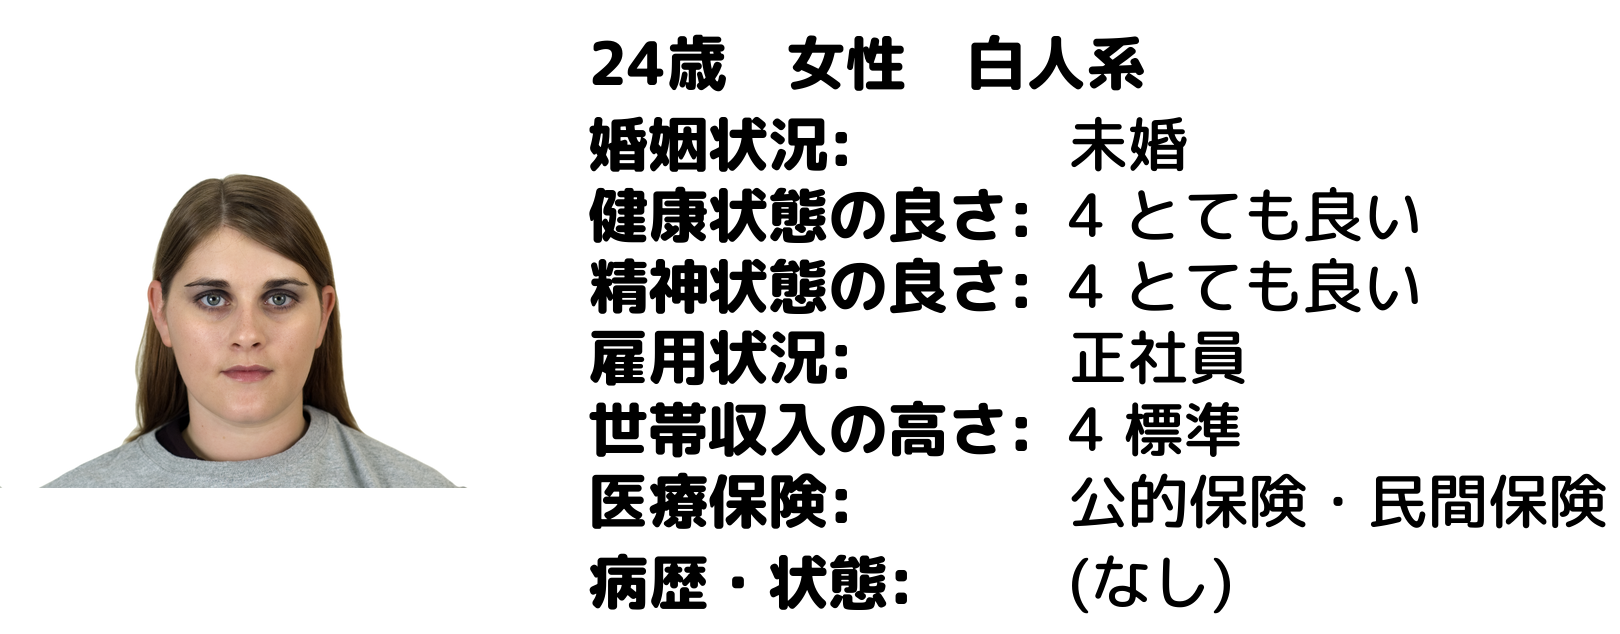 24歳　女性　白人系
婚姻状況: 未婚
健康状態の良さ: 4 とても良い
精神状態の良さ: 4 とても良い
雇用状況: 正社員
世帯収入の高さ: 4 標準
医療保険: 公的保険・民間保険
病歴・状態: (なし)